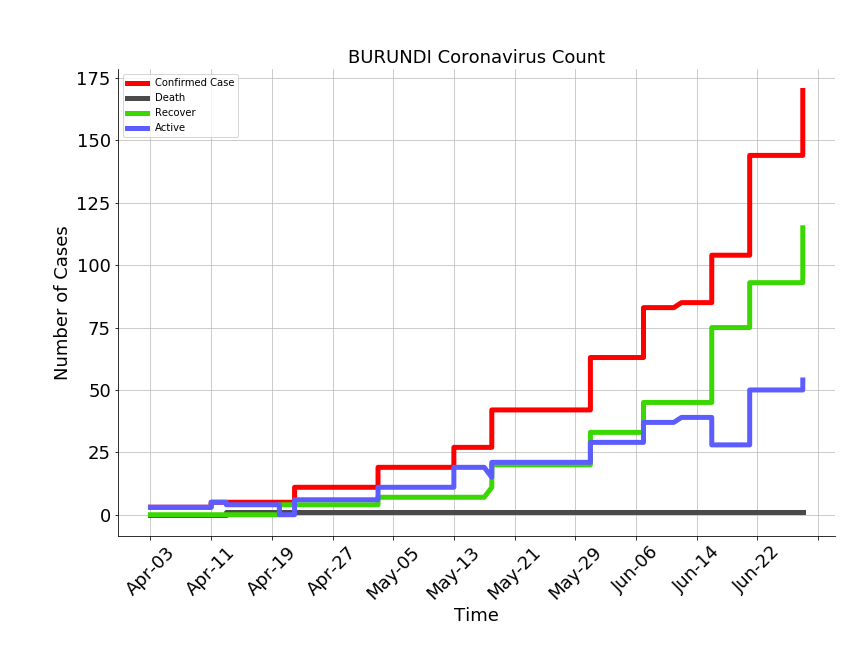 BURUNDI Coronavirus Count
Confirmed Case
Death
Recover
Active
Number of Cases
175
150
125
100
75
50
25
0
Apr-03
Apr-11
Apr-19
Apr-27
May-05
May-13
May-21
May-29
Jun-06
Jun-14
Jun-22
Time